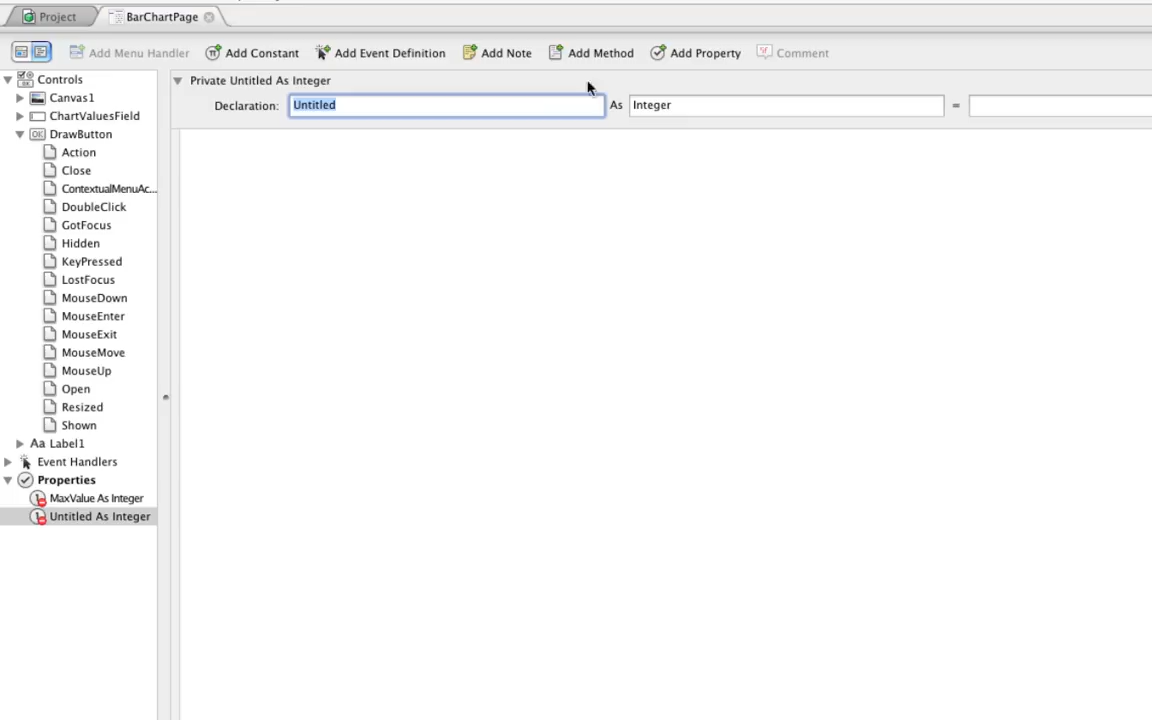 Project
BarChartPage
Add Menu Handler
Add Constant
Add Event Definition
Add Note
Add Method
Add Property
Comment
Controls
Canvas1
ChartValuesField
DrawButton
Action
Close
ContextualMenuAc...
DoubleClick
GotFocus
Hidden
KeyPressed
LostFocus
MouseDown
MouseEnter
MouseExit
MouseMove
MouseUp
Open
Resized
Shown
Aa Label1
Event Handlers
Properties
MaxValue As Integer
Untitled As Integer
Private Untitled As Integer
Declaration: Untitled As Integer =